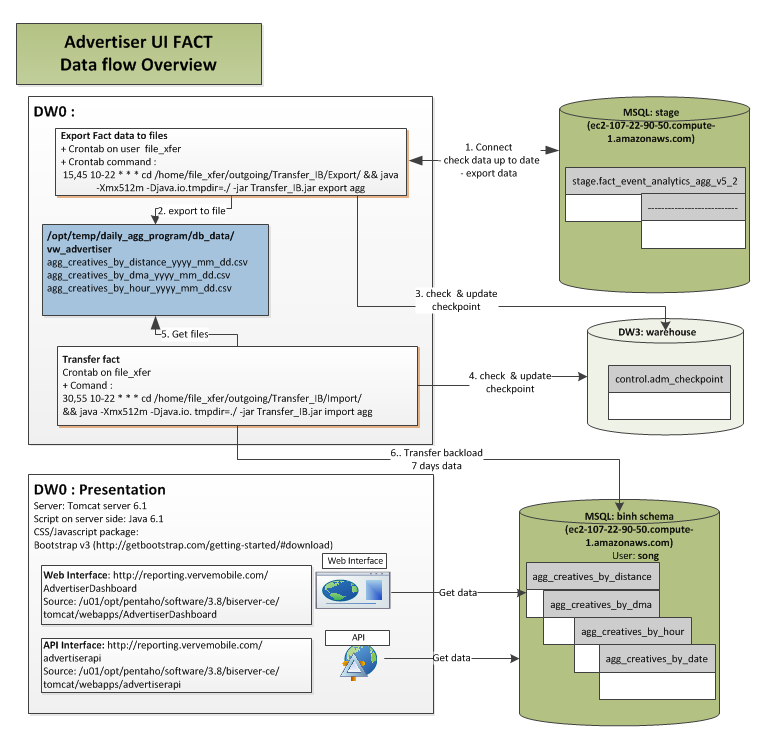 Advertiser UI FACT
Data flow Overview
DW0 :
Export Fact data to files
+ Crontab on user  file_xfer
+ Crontab command :
15,45 10-22 * * * cd /home/file_xfer/outgoing/Transfer_IB/Export/ && java
-Xmx512m -Djava.io.tmpdir=./ -jar Transfer_IB.jar export agg
1. Connect
check data up to date
- export data
MSQL: stage
(ec2-107-22-90-50.compute-
1.amazonaws.com)
stage.fact_event_analytics_agg_v5_2
--------------------------
2. export to file
/opt/temp/daily_agg_program/db_data/
vw_advertiser
agg_creatives_by_distance_yyyy_mm_dd.csv
agg_creatives_by_dma_yyyy_mm_dd.csv
agg_creatives_by_hour_yyyy_mm_dd.csv
3. check  & update
checkpoint
5. Get files
DW3: warehouse
control.adm_checkpoint
Transfer fact
Crontab on file_xfer
+ Comand :
30,55 10-22 * * * cd /home/file_xfer/outgoing/Transfer_IB/Import/
&& java -Xmx512m -Djava.io. tmpdir=./ -jar Transfer_IB.jar import agg
4. check  & update
checkpoint
6.. Transfer backload
7 days data
DW0 : Presentation
Server: Tomcat server 6.1
Script on server side: Java 6.1
CSS/Javascript package:
Bootstrap v3 (http://getbootstrap.com/getting-started/#download)
Web Interface: http://reporting.vervemobile.com/
AdvertiserDashboard
Source: /u01/opt/pentaho/software/3.8/biserver-ce/
tomcat/webapps/AdvertiserDashboard
Web Interface
Get data
API Interface: http://reporting.vervemobile.com/
advertiserapi
Source: /u01/opt/pentaho/software/3.8/biserver-ce/
tomcat/webapps/advertiserapi
API
Get data
MSQL: binh schema
(ec2-107-22-90-50.compute-
1.amazonaws.com)
User: song
agg_creatives_by_distance
agg_creatives_by_dma
agg_creatives_by_hour
agg_creatives_by_date